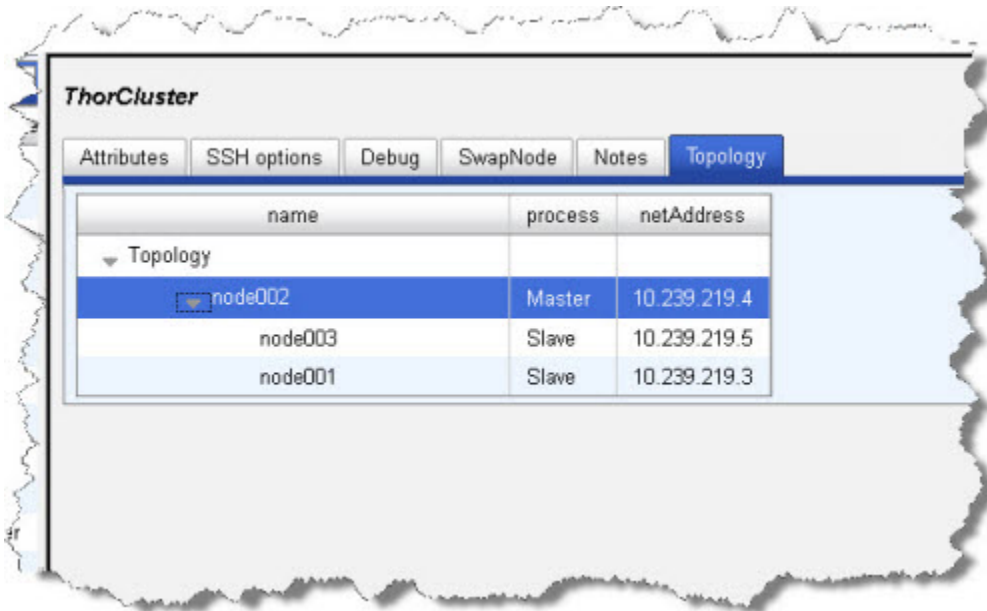 ThorCluster
Attributes SSH options Debug SwapNode Notes Topology
name process netAddress
Topology
node002 Master 10.239.219.4
node003 Slave 10.239.219.5
node001 Slave 10.239.219.3